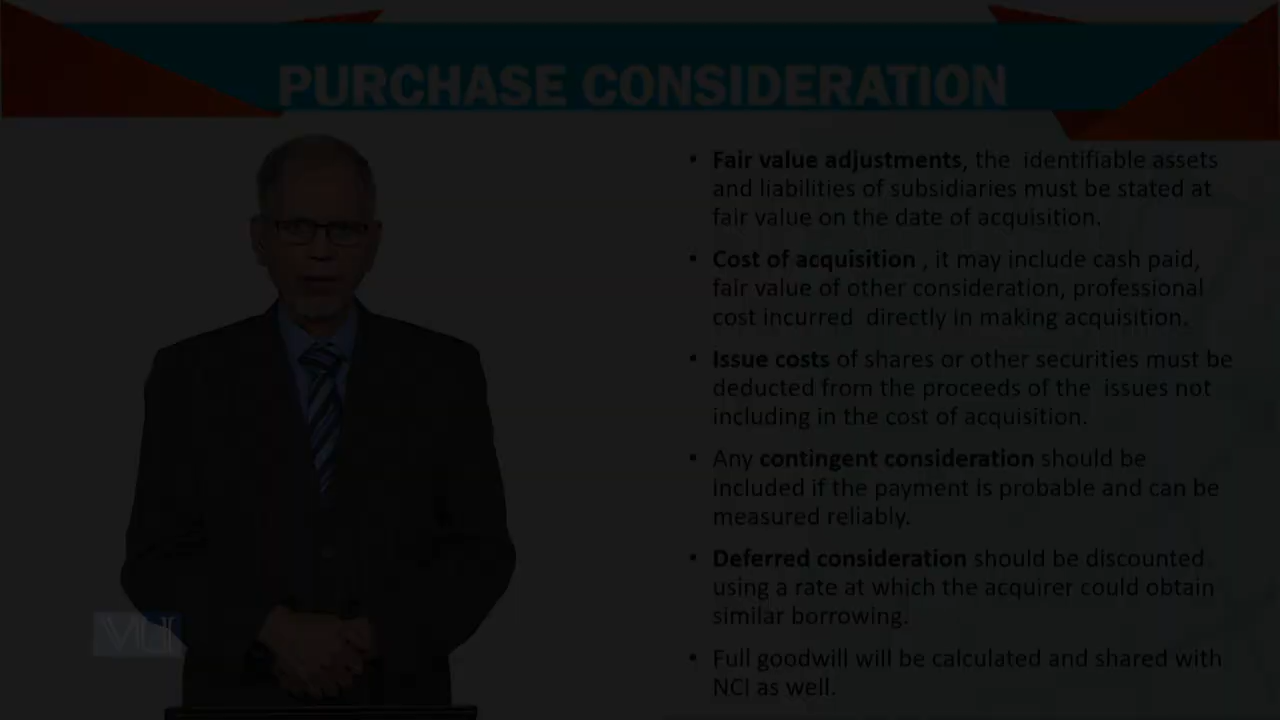 PURCHASE CONSIDERATION
• Fair value adjustments, the identifiable assets
and liabilities of subsidiaries must be stated at
fair value on the date of acquisition.
• Cost of acquisition , it may include cash paid,
fair value of other consideration, professional
cost incurred directly in making acquisition.
• Issue costs of shares or other securities must be
deducted from the proceeds of the issues not
including in the cost of acquisition.
• Any contingent consideration should be
included if the payment is probable and can be
measured reliably.
• Deferred consideration should be discounted
using a rate at which the acquirer could obtain
similar borrowing.
• Full goodwill will be calculated and shared with
NCI as well.
VU